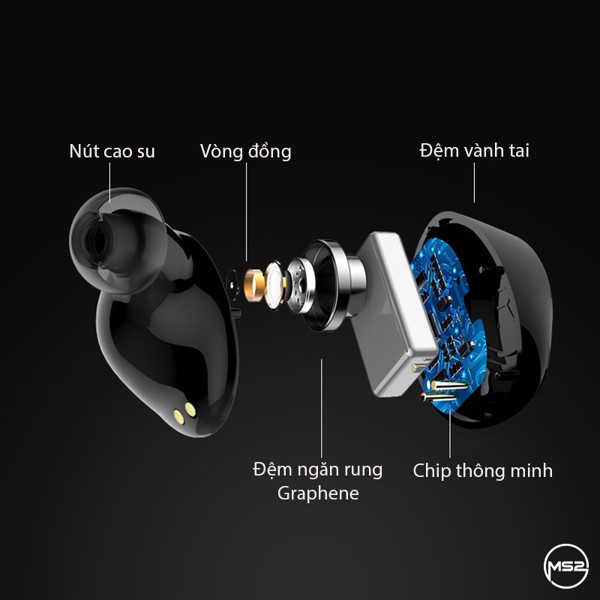 Nút cao su
Vòng đồng
Đệm vành tai
Đệm ngăn rung
Graphene
Chip thông minh
MS2